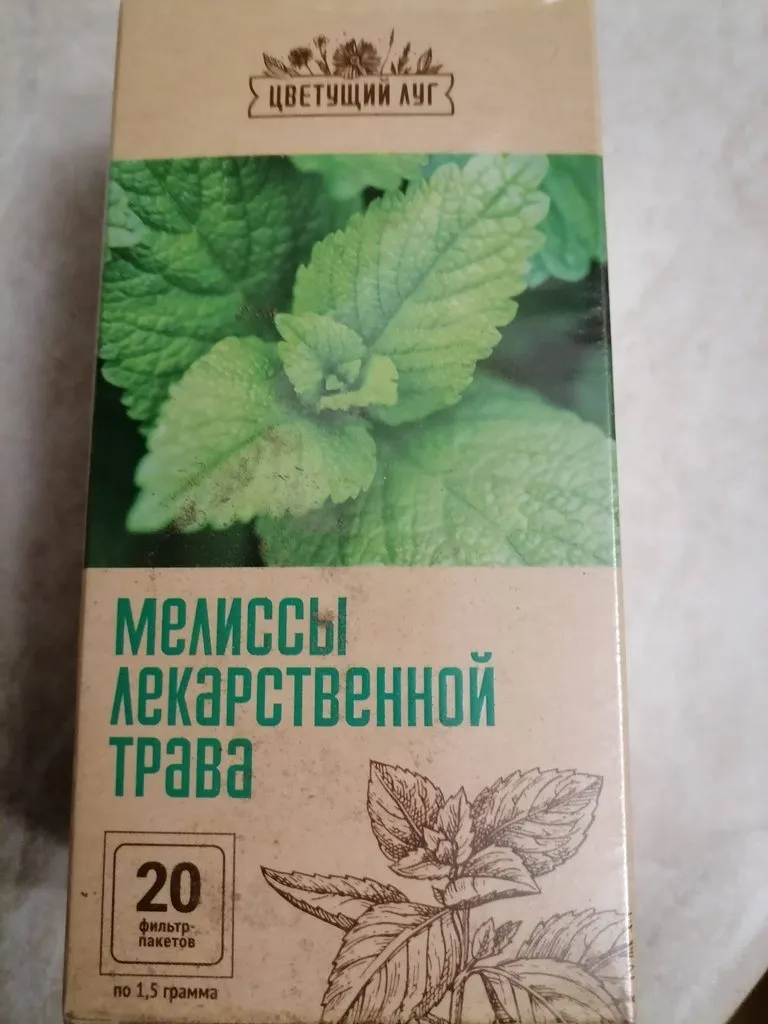 ЦВЕТУЩИЙ ЛУГ
МЕЛИССЫ
ЛЕКАРСТВЕННОЙ
ТРАВА
20
фильтр-
пакетов
по 1,5 грамма